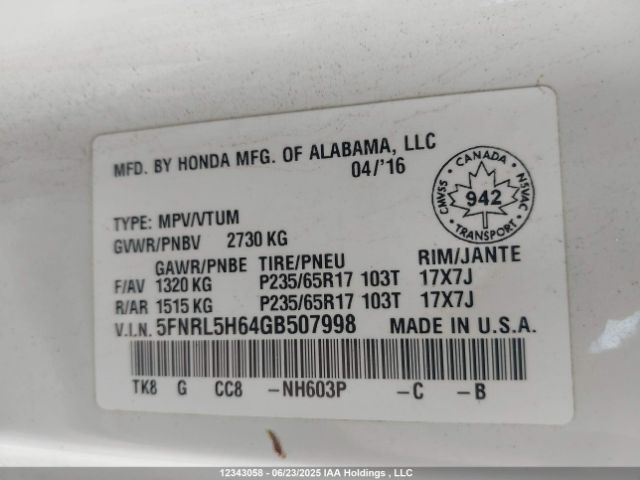 MFD. BY HONDA MFG. OF ALABAMA, LLC
04/'16
CANADA
CMVSS
942
NSVAC
TRANSPORT
TYPE: MPV/VTUM
GVWR/PNBV 2730 KG
GAWR/PNBE TIRE/PNEU RIM/JANTE
F/AV 1320 KG P235/65R17 103T 17X7J
R/AR 1515 KG P235/65R17 103T 17X7J
V.I.N. 5FNRL5H64GB507998 MADE IN U.S.A.
TK8 G CC8 -NH603P -C -B
12343058 - 06/23/2025 IAA Holdings , LLC